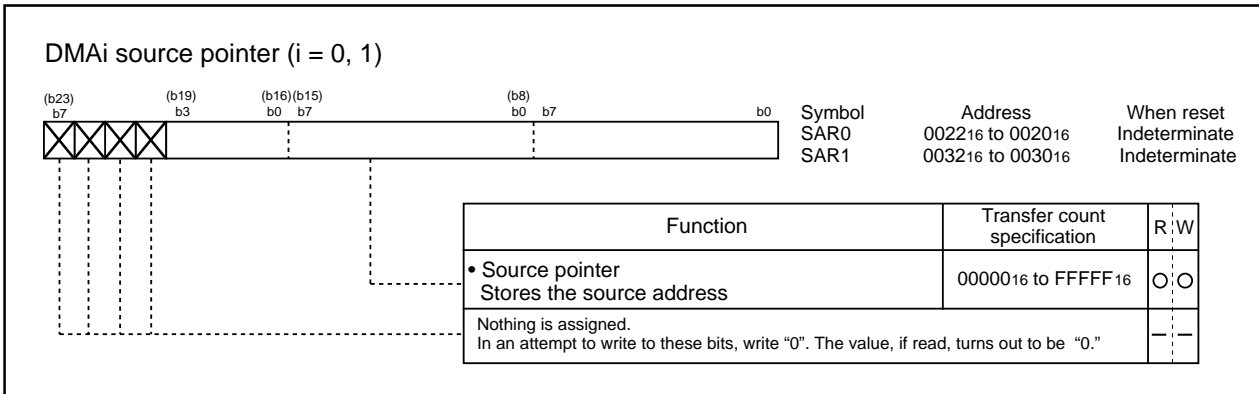 DMAi source pointer (i = 0, 1)
(b23) (b19) (b16)(b15) (b8)
b7 b3 b0 b7 b0 b7 b0
Symbol Address When reset
SAR0 002216 to 002016 Indeterminate
SAR1 003216 to 003016 Indeterminate
Function Transfer count specification R W
• Source pointer
Stores the source address
0000016 to FFFFF16
Nothing is assigned.
In an attempt to write to these bits, write “0”. The value, if read, turns out to be “0.”